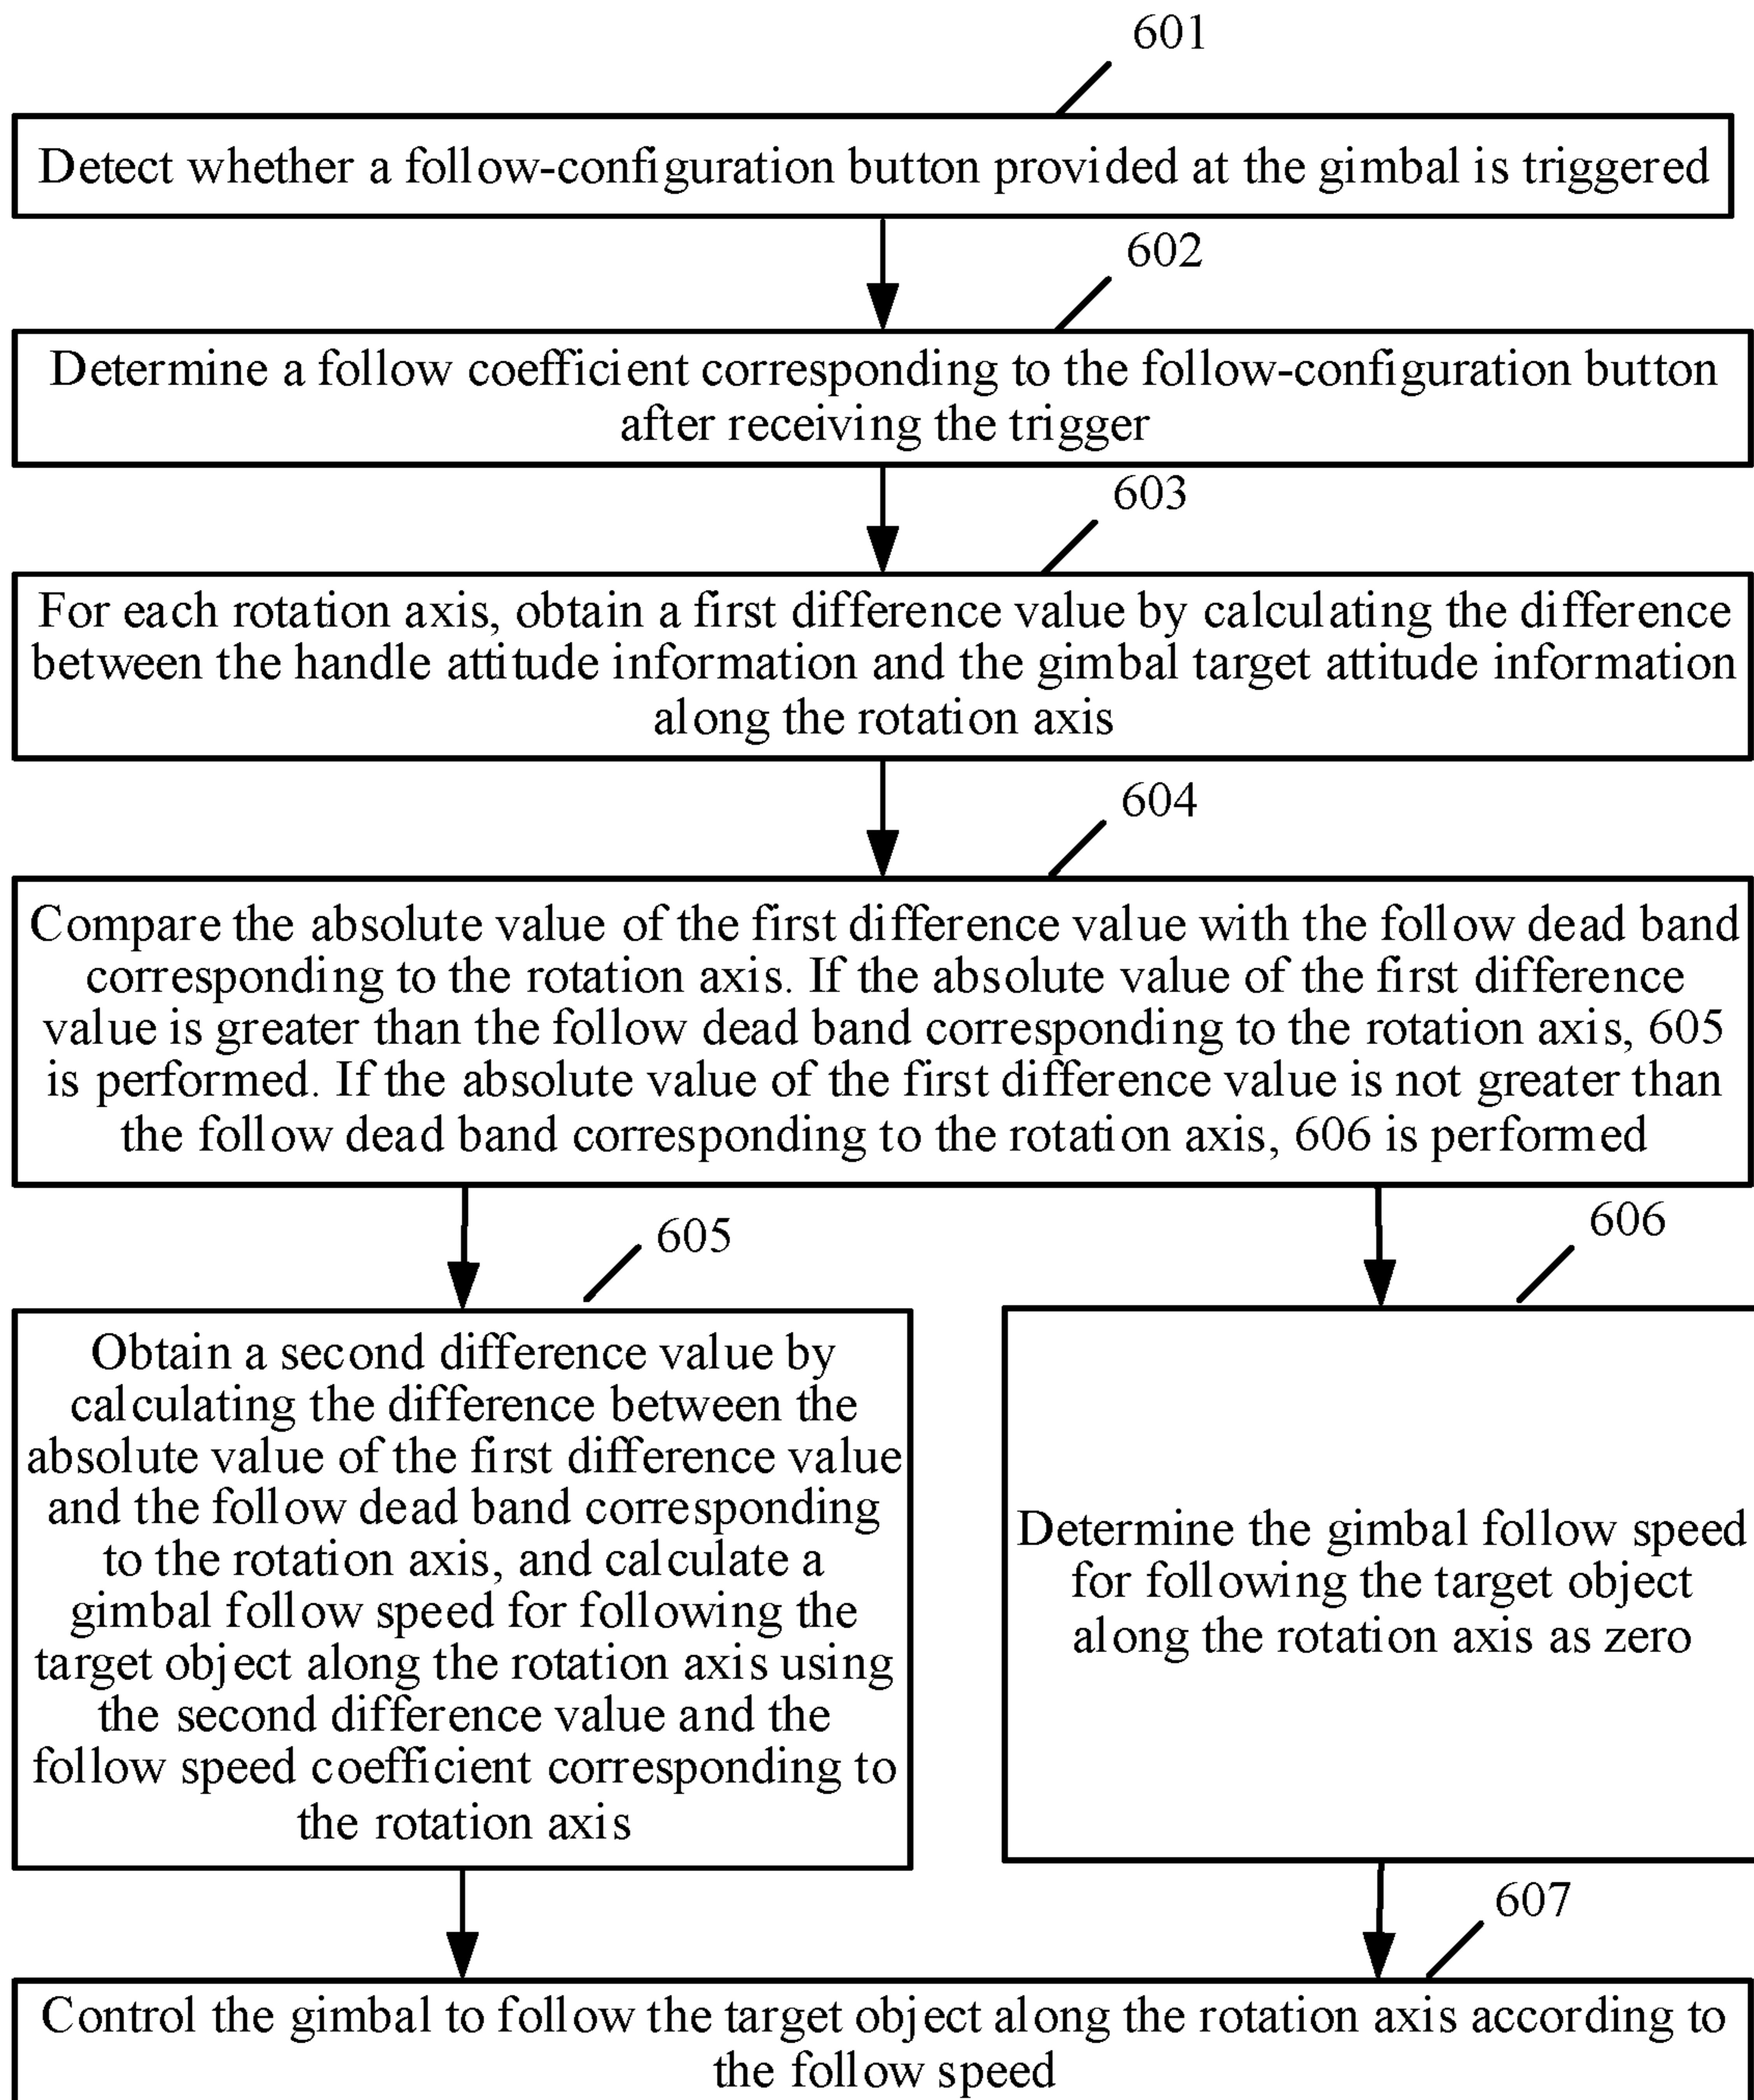 601
Detect whether a follow-configuration button provided at the gimbal is triggered
602
Determine a follow coefficient corresponding to the follow-configuration button
after receiving the trigger
603
For each rotation axis, obtain a first difference value by calculating the difference
between the handle attitude information and the gimbal target attitude information
along the rotation axis
604
Compare the absolute value of the first difference value with the follow dead band
corresponding to the rotation axis. If the absolute value of the first difference
value is greater than the follow dead band corresponding to the rotation axis, 605
is performed. If the absolute value of the first difference value is not greater than
the follow dead band corresponding to the rotation axis, 606 is performed
605
Obtain a second difference value by
calculating the difference between the
absolute value of the first difference value
and the follow dead band corresponding
to the rotation axis, and calculate a
gimbal follow speed for following the
target object along the rotation axis using
the second difference value and the
follow speed coefficient corresponding to
the rotation axis
606
Determine the gimbal follow speed
for following the target object
along the rotation axis as zero
607
Control the gimbal to follow the target object along the rotation axis according to
the follow speed